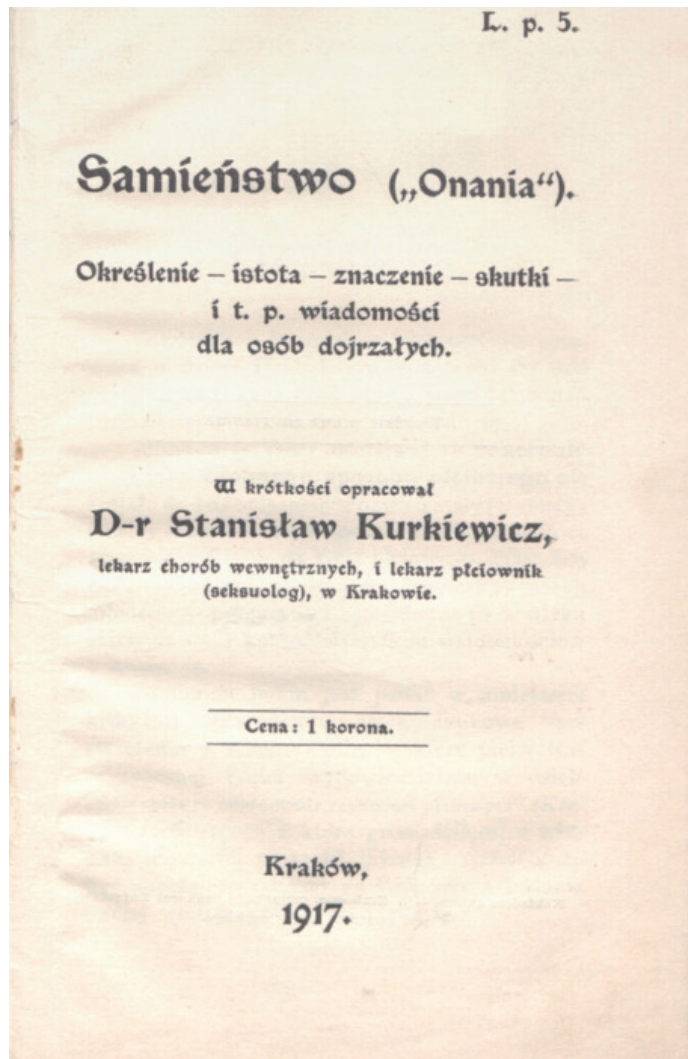 L. p. 5.
Samieństwo („Onania“).
Określenie — istota — znaczenie — skutki —
i t. p. wiadomości
dla osób dojrzałych.
W krótkości opracował
D-r Stanisław Kurkiewicz,
lekarz chorób wewnętrznych, i lekarz płciownik
(seksuolog), w Krakowie.
Cena: 1 korona.
Kraków,
1917.